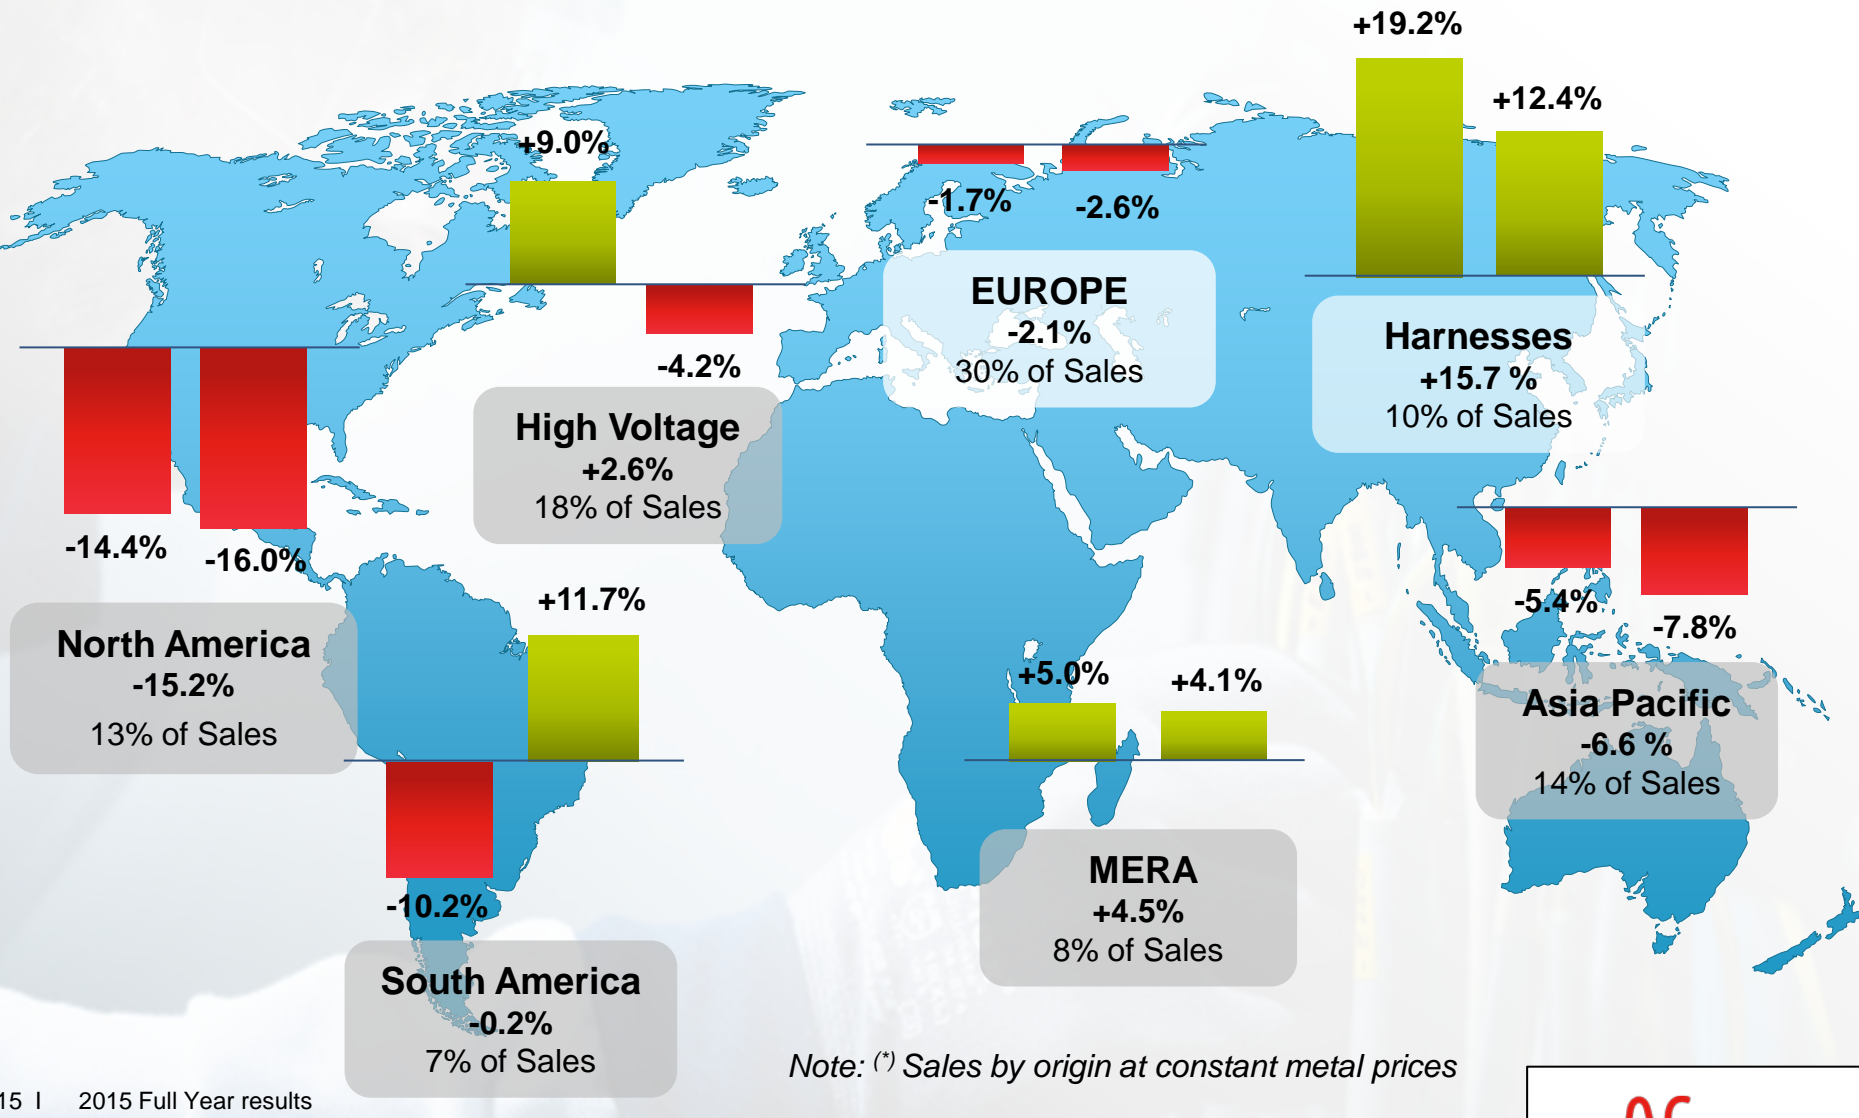 +19.2%
+12.4%
+9.0%
-1.7%
-2.6%
-4.2%
EUROPE
-2.1%
30% of Sales
Harnesses
+15.7 %
10% of Sales
High Voltage
+2.6%
18% of Sales
-14.4%
-16.0%
North America
-15.2%
13% of Sales
+11.7%
-10.2%
South America
-0.2%
7% of Sales
+5.0%
+4.1%
MERA
+4.5%
8% of Sales
-5.4%
-7.8%
Asia Pacific
-6.6 %
14% of Sales
Note: (*) Sales by origin at constant metal prices
15 I 2015 Full Year results